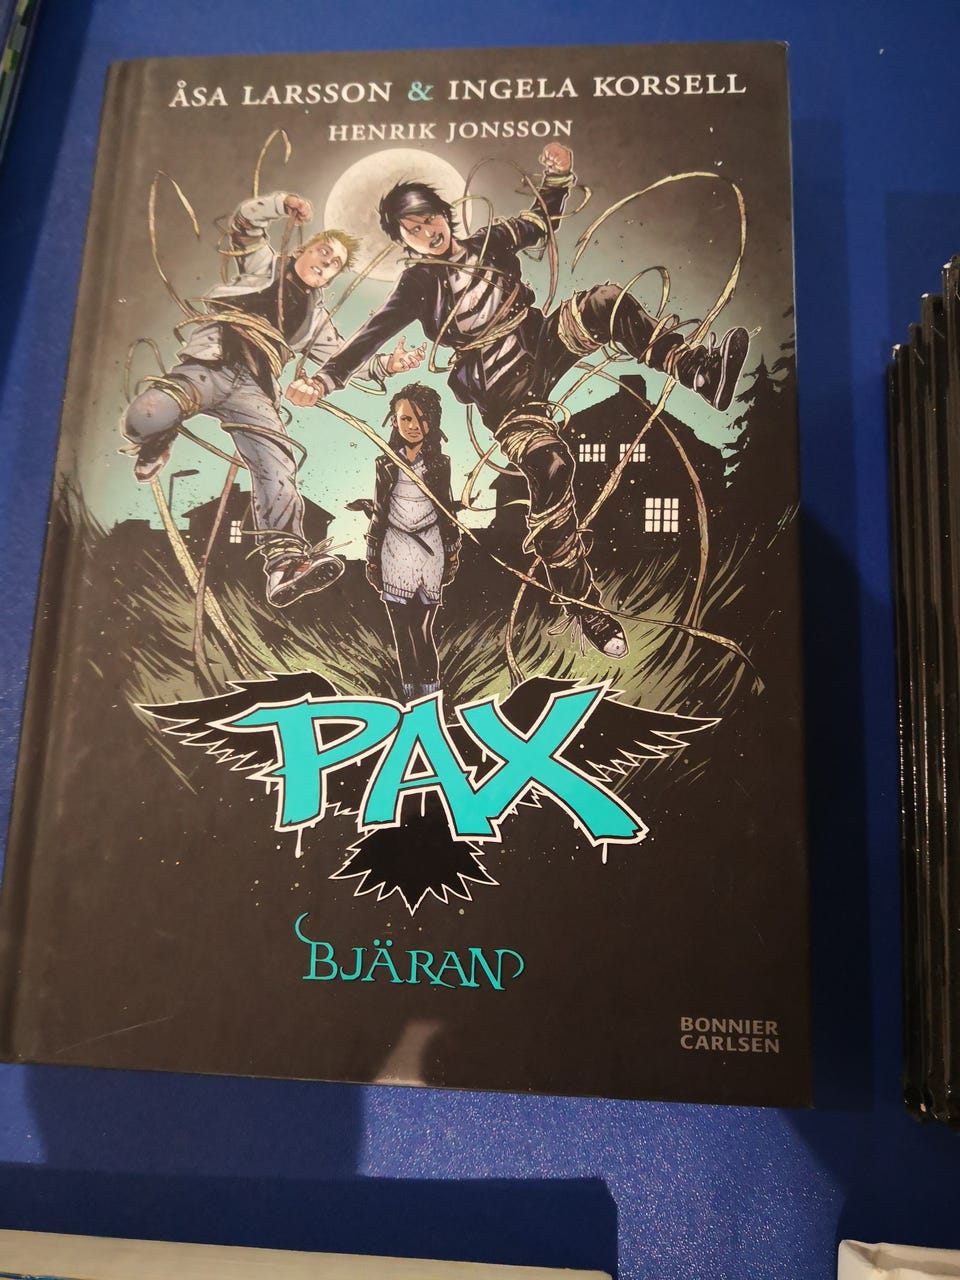 ÅSA LARSSON & INGELA KORSELL
HENRIK JONSSON
PAX
BJÄRAN
BONNIER
CARLSEN